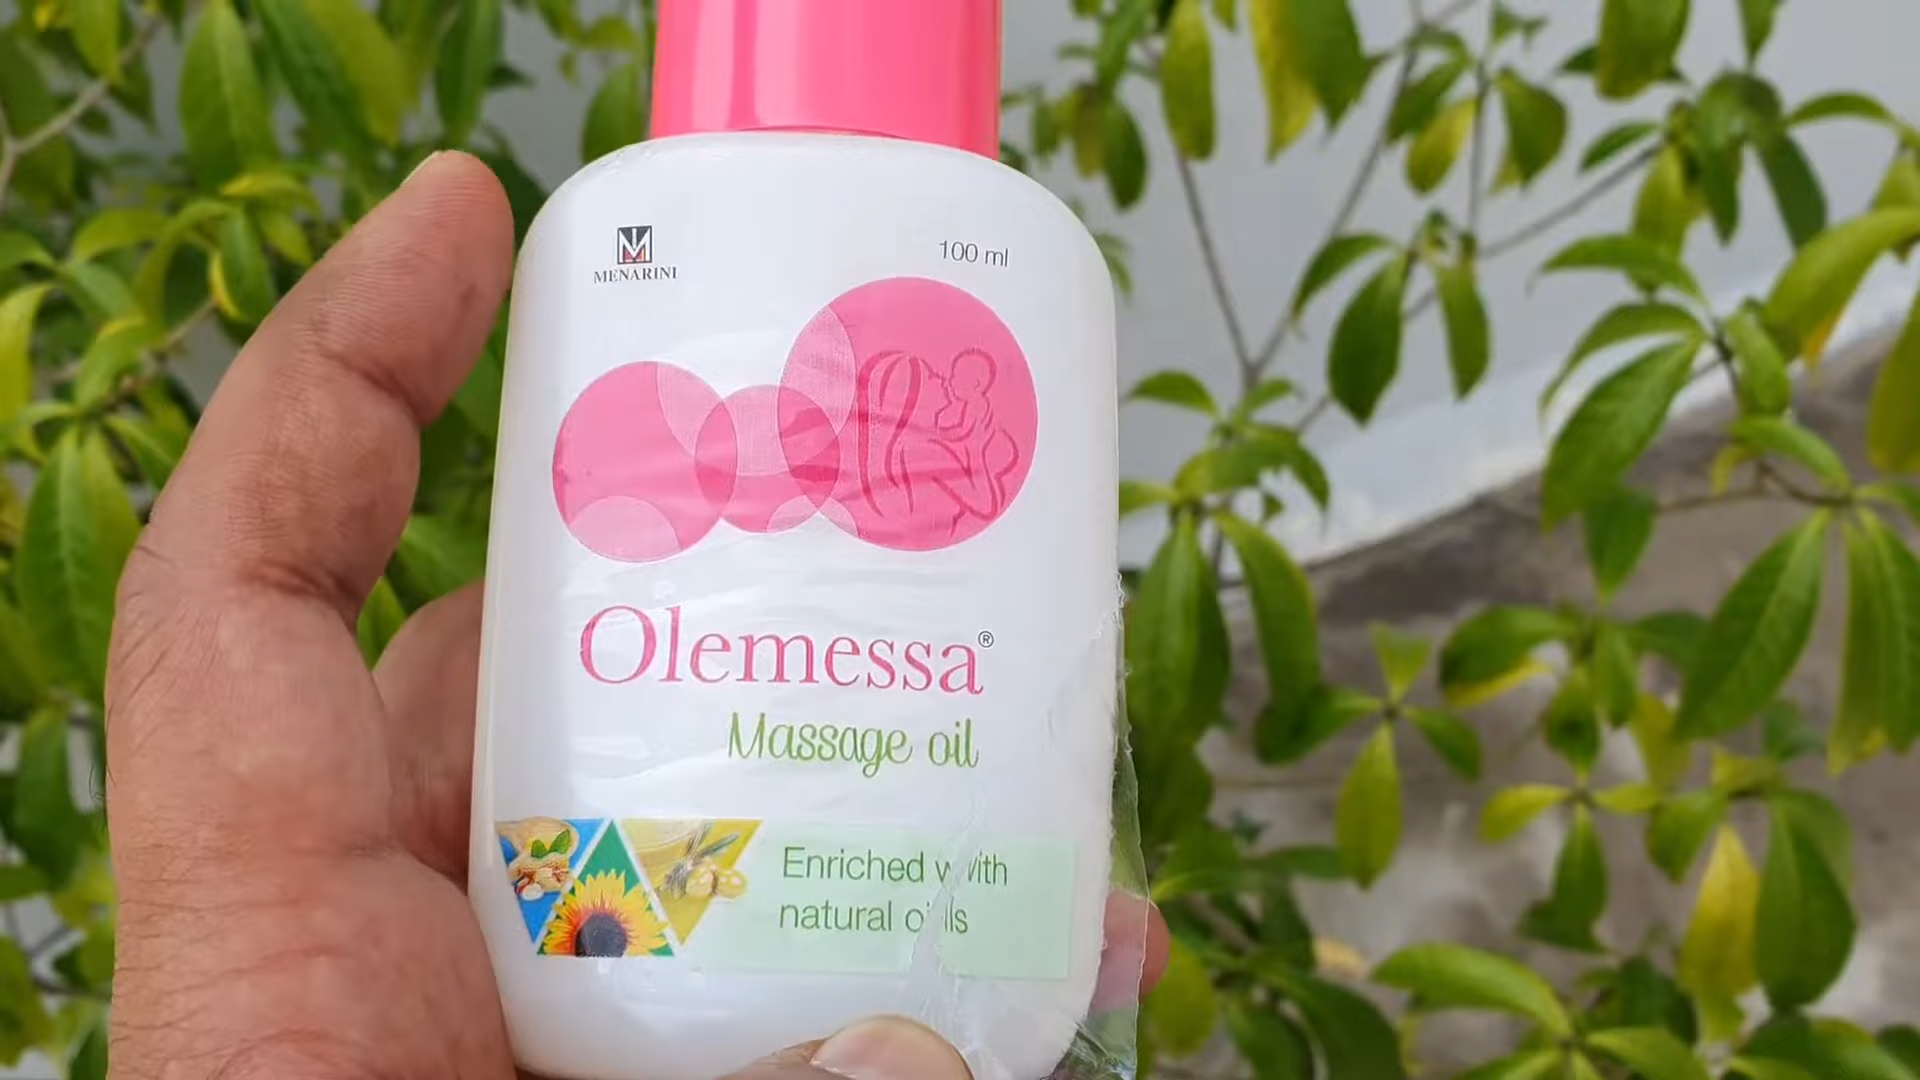 MENARINI
100 ml
Olemessa®
Massage oil
Enriched with
natural oils